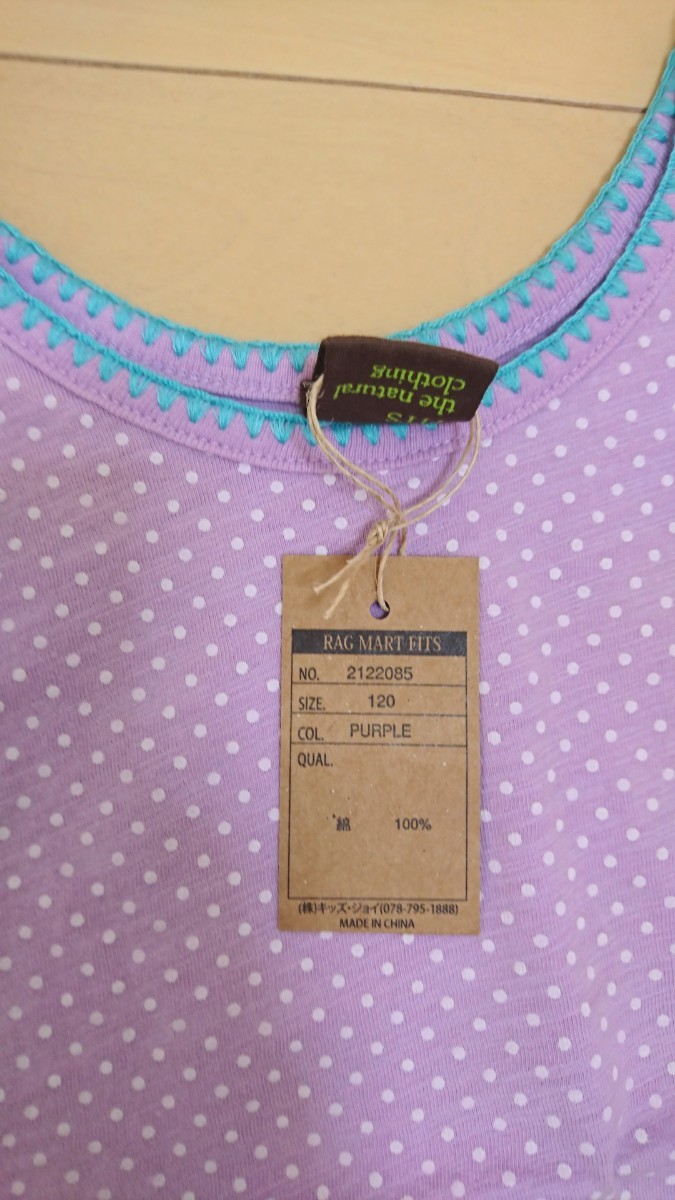 the natural
clothing
RAG MART FITS
NO. 2122085
SIZE. 120
COL. PURPLE
QUAL.
綿 100%
(株)キッズ・ジョイ(078-795-1888)
MADE IN CHINA